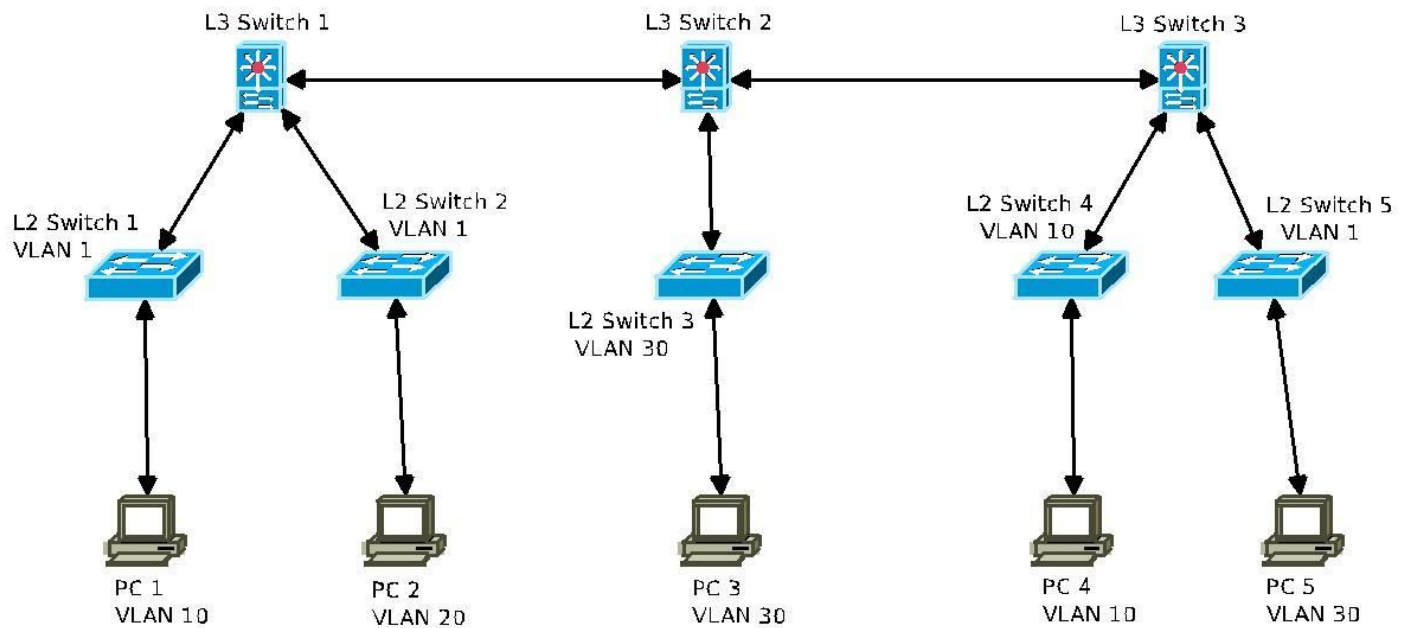 L3 Switch 1
L3 Switch 2
L3 Switch 3
L2 Switch 1
VLAN 1
L2 Switch 2
VLAN 1
L2 Switch 3
VLAN 30
L2 Switch 4
VLAN 10
L2 Switch 5
VLAN 1
PC 1
VLAN 10
PC 2
VLAN 20
PC 3
VLAN 30
PC 4
VLAN 10
PC 5
VLAN 30